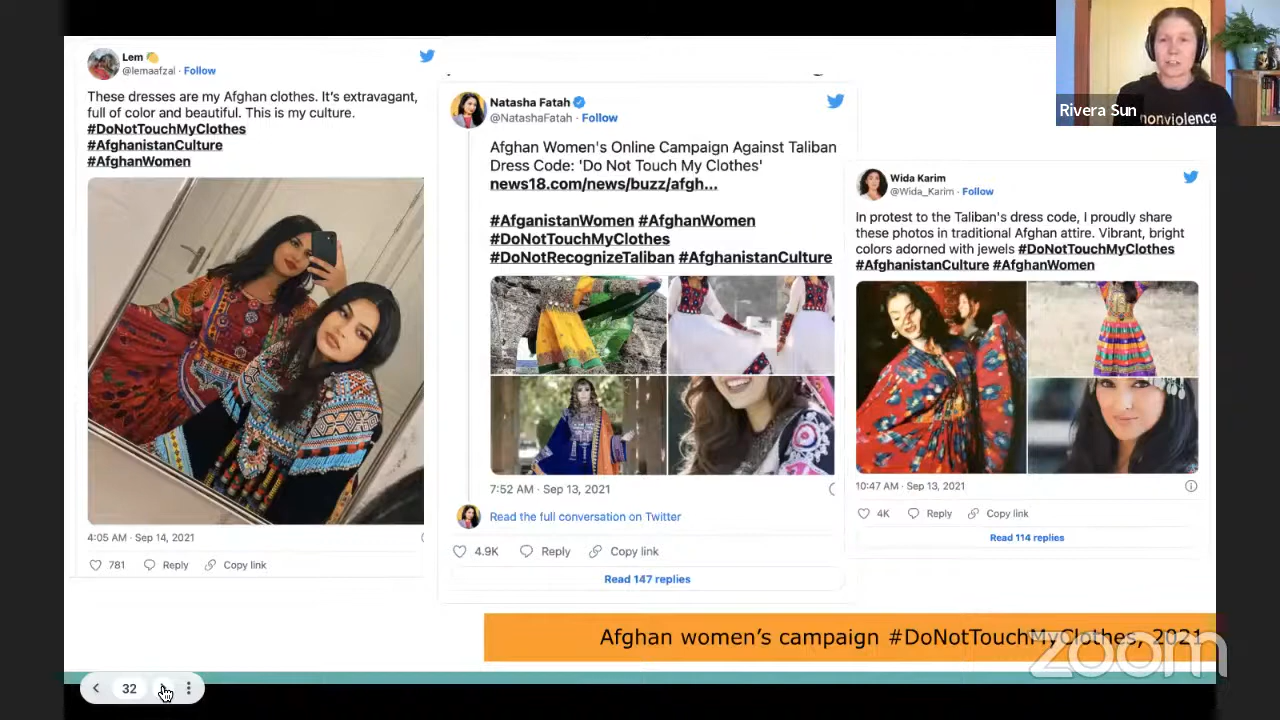 Lem
@lemaafzal · Follow
These dresses are my Afghan clothes. It's extravagant,
full of color and beautiful. This is my culture.
#DoNotTouchMyClothes
#AfghanistanCulture
#AfghanWomen
4:05 AM · Sep 14, 2021
781 Reply Copy link
Natasha Fatah
@NatashaFatah · Follow
Afghan Women's Online Campaign Against Taliban
Dress Code: 'Do Not Touch My Clothes'
news18.com/news/buzz/afgh...
#AfganistanWomen #AfghanWomen
#DoNotTouchMyClothes
#DoNotRecognizeTaliban #AfghanistanCulture
7:52 AM · Sep 13, 2021
Read the full conversation on Twitter
4.9K Reply Copy link
Read 147 replies
Rivera Sun
nonviolence
Wida Karim
@Wida_Karim · Follow
In protest to the Taliban's dress code, I proudly share
these photos in traditional Afghan attire. Vibrant, bright
colors adorned with jewels #DoNotTouchMyClothes
#AfghanistanCulture #AfghanWomen
10:47 AM · Sep 13, 2021
4K Reply Copy link
Read 114 replies
Afghan women's campaign #DoNotTouchMyClothes, 2021
zoom
32